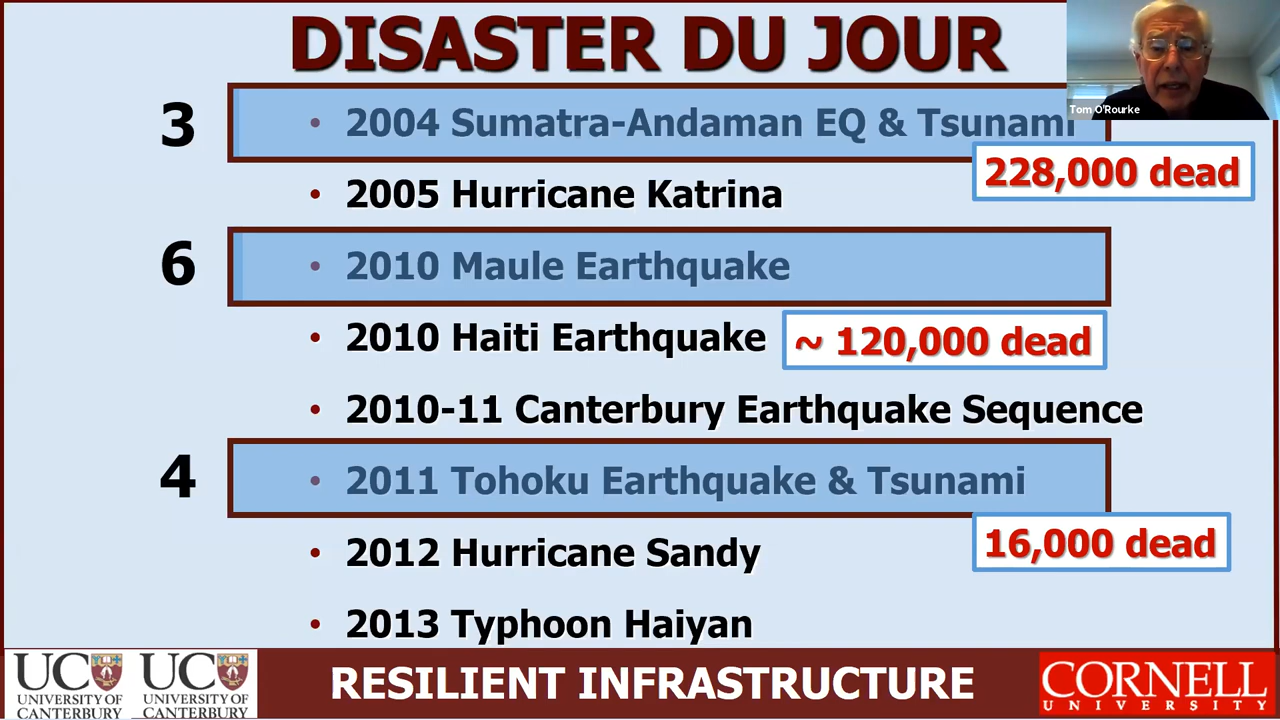 DISASTER DU JOUR
Tom O'Rourke
3
• 2004 Sumatra-Andaman EQ & Tsunami
228,000 dead
• 2005 Hurricane Katrina
6
• 2010 Maule Earthquake
• 2010 Haiti Earthquake
~ 120,000 dead
• 2010-11 Canterbury Earthquake Sequence
4
• 2011 Tohoku Earthquake & Tsunami
16,000 dead
• 2012 Hurricane Sandy
• 2013 Typhoon Haiyan
UC
UNIVERSITY OF
CANTERBURY
UC
UNIVERSITY OF
CANTERBURY
RESILIENT INFRASTRUCTURE
CORNELL
UNIVERSITY